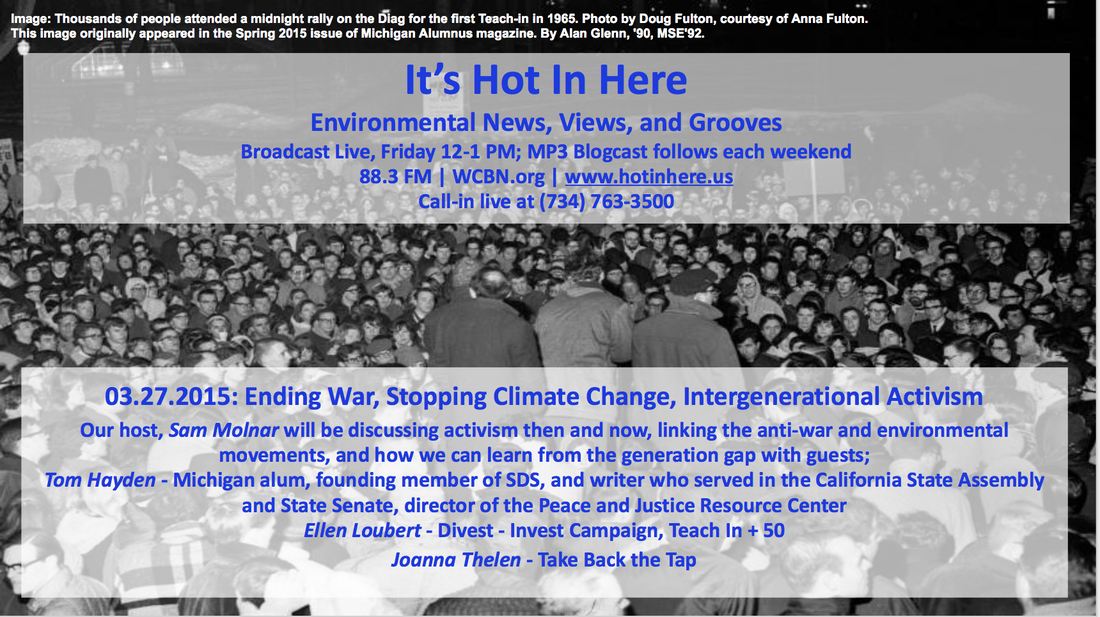 Image: Thousands of people attended a midnight rally on the Diag for the first Teach-in in 1965. Photo by Doug Fulton, courtesy of Anna Fulton.
This image originally appeared in the Spring 2015 issue of Michigan Alumnus magazine. By Alan Glenn, '90, MSE'92.
It's Hot In Here
Environmental News, Views, and Grooves
Broadcast Live, Friday 12-1 PM; MP3 Blogcast follows each weekend
88.3 FM | WCBN.org | www.hotinhere.us
Call-in live at (734) 763-3500
03.27.2015: Ending War, Stopping Climate Change, Intergenerational Activism
Our host, Sam Molnar will be discussing activism then and now, linking the anti-war and environmental
movements, and how we can learn from the generation gap with guests;
Tom Hayden - Michigan alum, founding member of SDS, and writer who served in the California State Assembly
and State Senate, director of the Peace and Justice Resource Center
Ellen Loubert - Divest - Invest Campaign, Teach In + 50
Joanna Thelen - Take Back the Tap